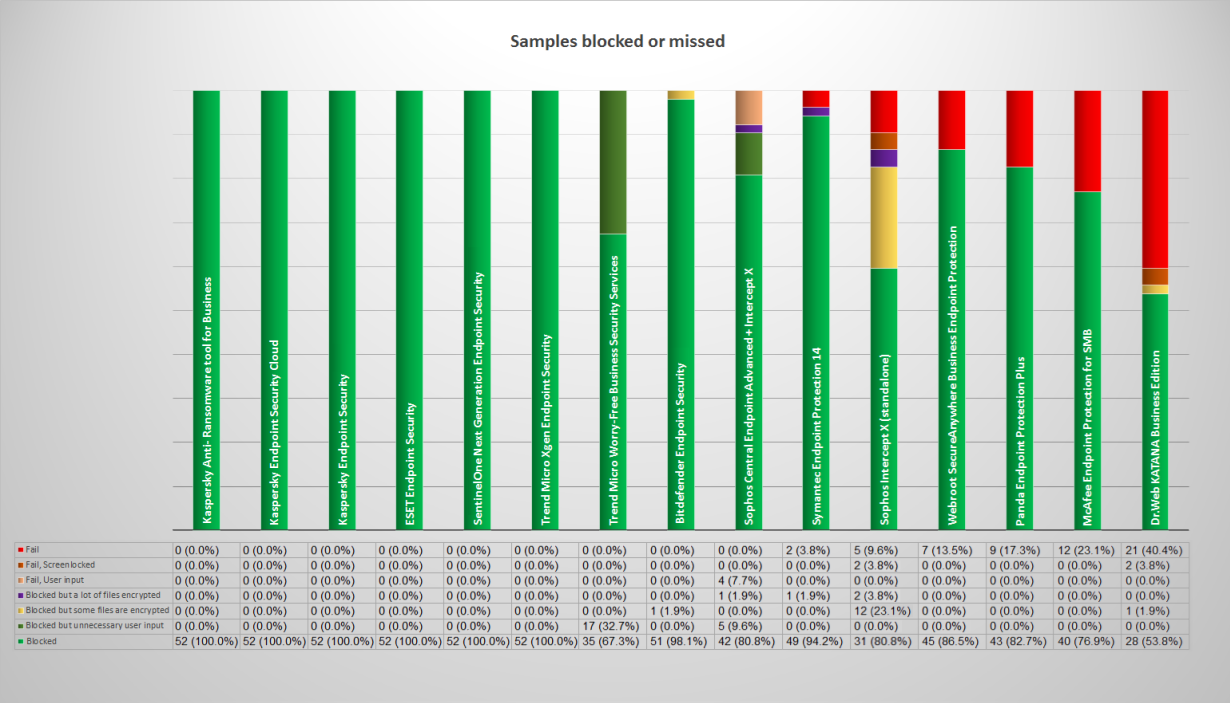 Samples blocked or missed
Kaspersky Anti- Ransomware tool for Business
Kaspersky Endpoint Security Cloud
Kaspersky Endpoint Security
ESET Endpoint Security
SentinelOne Next Generation Endpoint Security
Trend Micro Xgen Endpoint Security
Trend Micro Worry-Free Business Security Services
Bitdefender Endpoint Security
Sophos Central Endpoint Advanced + Intercept X
Symantec Endpoint Protection 14
Sophos Intercept X (standalone)
Webroot SecureAnywhere Business Endpoint Protection
Panda Endpoint Protection Plus
McAfee Endpoint Protection for SMB
Dr.Web KATANA Business Edition
Fail 0 (0.0%) 0 (0.0%) 0 (0.0%) 0 (0.0%) 0 (0.0%) 0 (0.0%) 0 (0.0%) 0 (0.0%) 0 (0.0%) 2 (3.8%) 5 (9.6%) 7 (13.5%) 9 (17.3%) 12 (23.1%) 21 (40.4%)
Fail, Screenlocked 0 (0.0%) 0 (0.0%) 0 (0.0%) 0 (0.0%) 0 (0.0%) 0 (0.0%) 0 (0.0%) 0 (0.0%) 0 (0.0%) 0 (0.0%) 2 (3.8%) 0 (0.0%) 0 (0.0%) 0 (0.0%) 2 (3.8%)
Fail, User input 0 (0.0%) 0 (0.0%) 0 (0.0%) 0 (0.0%) 0 (0.0%) 0 (0.0%) 0 (0.0%) 0 (0.0%) 4 (7.7%) 0 (0.0%) 0 (0.0%) 0 (0.0%) 0 (0.0%) 0 (0.0%) 0 (0.0%)
Blocked but a lot of files encrypted 0 (0.0%) 0 (0.0%) 0 (0.0%) 0 (0.0%) 0 (0.0%) 0 (0.0%) 0 (0.0%) 0 (0.0%) 1 (1.9%) 1 (1.9%) 2 (3.8%) 0 (0.0%) 0 (0.0%) 0 (0.0%) 0 (0.0%)
Blocked but some files are encrypted 0 (0.0%) 0 (0.0%) 0 (0.0%) 0 (0.0%) 0 (0.0%) 0 (0.0%) 0 (0.0%) 1 (1.9%) 0 (0.0%) 0 (0.0%) 12 (23.1%) 0 (0.0%) 0 (0.0%) 0 (0.0%) 1 (1.9%)
Blocked but unnecessary user input 0 (0.0%) 0 (0.0%) 0 (0.0%) 0 (0.0%) 0 (0.0%) 0 (0.0%) 17 (32.7%) 0 (0.0%) 5 (9.6%) 0 (0.0%) 0 (0.0%) 0 (0.0%) 0 (0.0%) 0 (0.0%) 0 (0.0%)
Blocked 52 (100.0%) 52 (100.0%) 52 (100.0%) 52 (100.0%) 52 (100.0%) 52 (100.0%) 35 (67.3%) 51 (98.1%) 42 (80.8%) 49 (94.2%) 31 (80.8%) 45 (86.5%) 43 (82.7%) 40 (76.9%) 28 (53.8%)